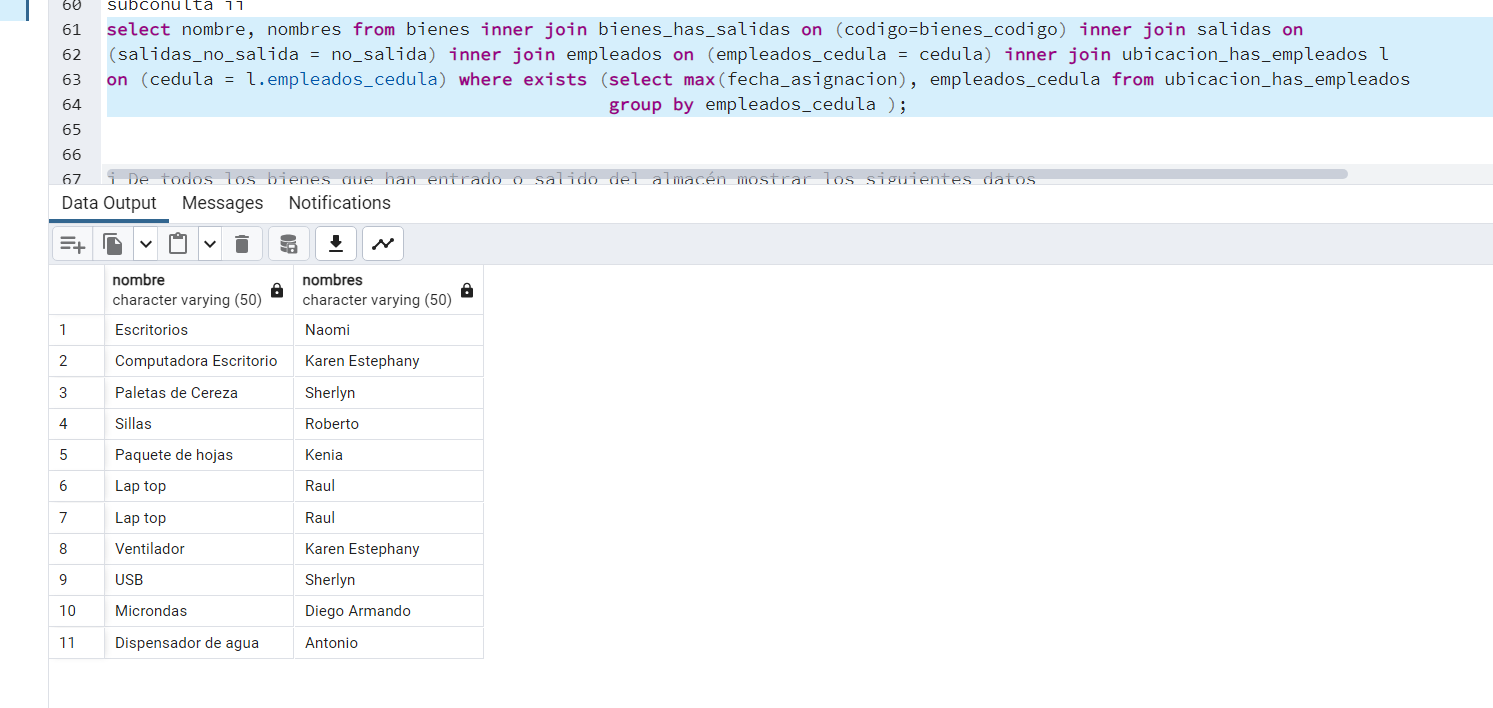 60 subconulta ii
61 select nombre, nombres from bienes inner join bienes_has_salidas on (codigo=bienes_codigo) inner join salidas on
62 (salidas_no_salida = no_salida) inner join empleados on (empleados_cedula = cedula) inner join ubicacion_has_empleados l
63 on (cedula = l.empleados_cedula) where exists (select max(fecha_asignacion), empleados_cedula from ubicacion_has_empleados
64 group by empleados_cedula );
65
66
67 i De todos los bienes que han entrado o salido del almacén mostrar los siguientes datos
Data Output Messages Notifications
nombre nombres
character varying (50) character varying (50)
1 Escritorios Naomi
2 Computadora Escritorio Karen Estephany
3 Paletas de Cereza Sherlyn
4 Sillas Roberto
5 Paquete de hojas Kenia
6 Lap top Raul
7 Lap top Raul
8 Ventilador Karen Estephany
9 USB Sherlyn
10 Microndas Diego Armando
11 Dispensador de agua Antonio